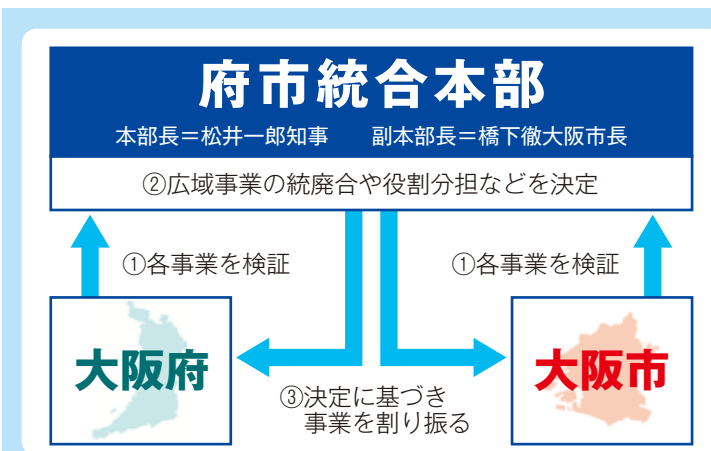 府市統合本部
本部長＝松井一郎知事　副本部長＝橋下徹大阪市長
②広域事業の統廃合や役割分担などを決定
①各事業を検証
①各事業を検証
大阪府
大阪市
③決定に基づき
事業を割り振る